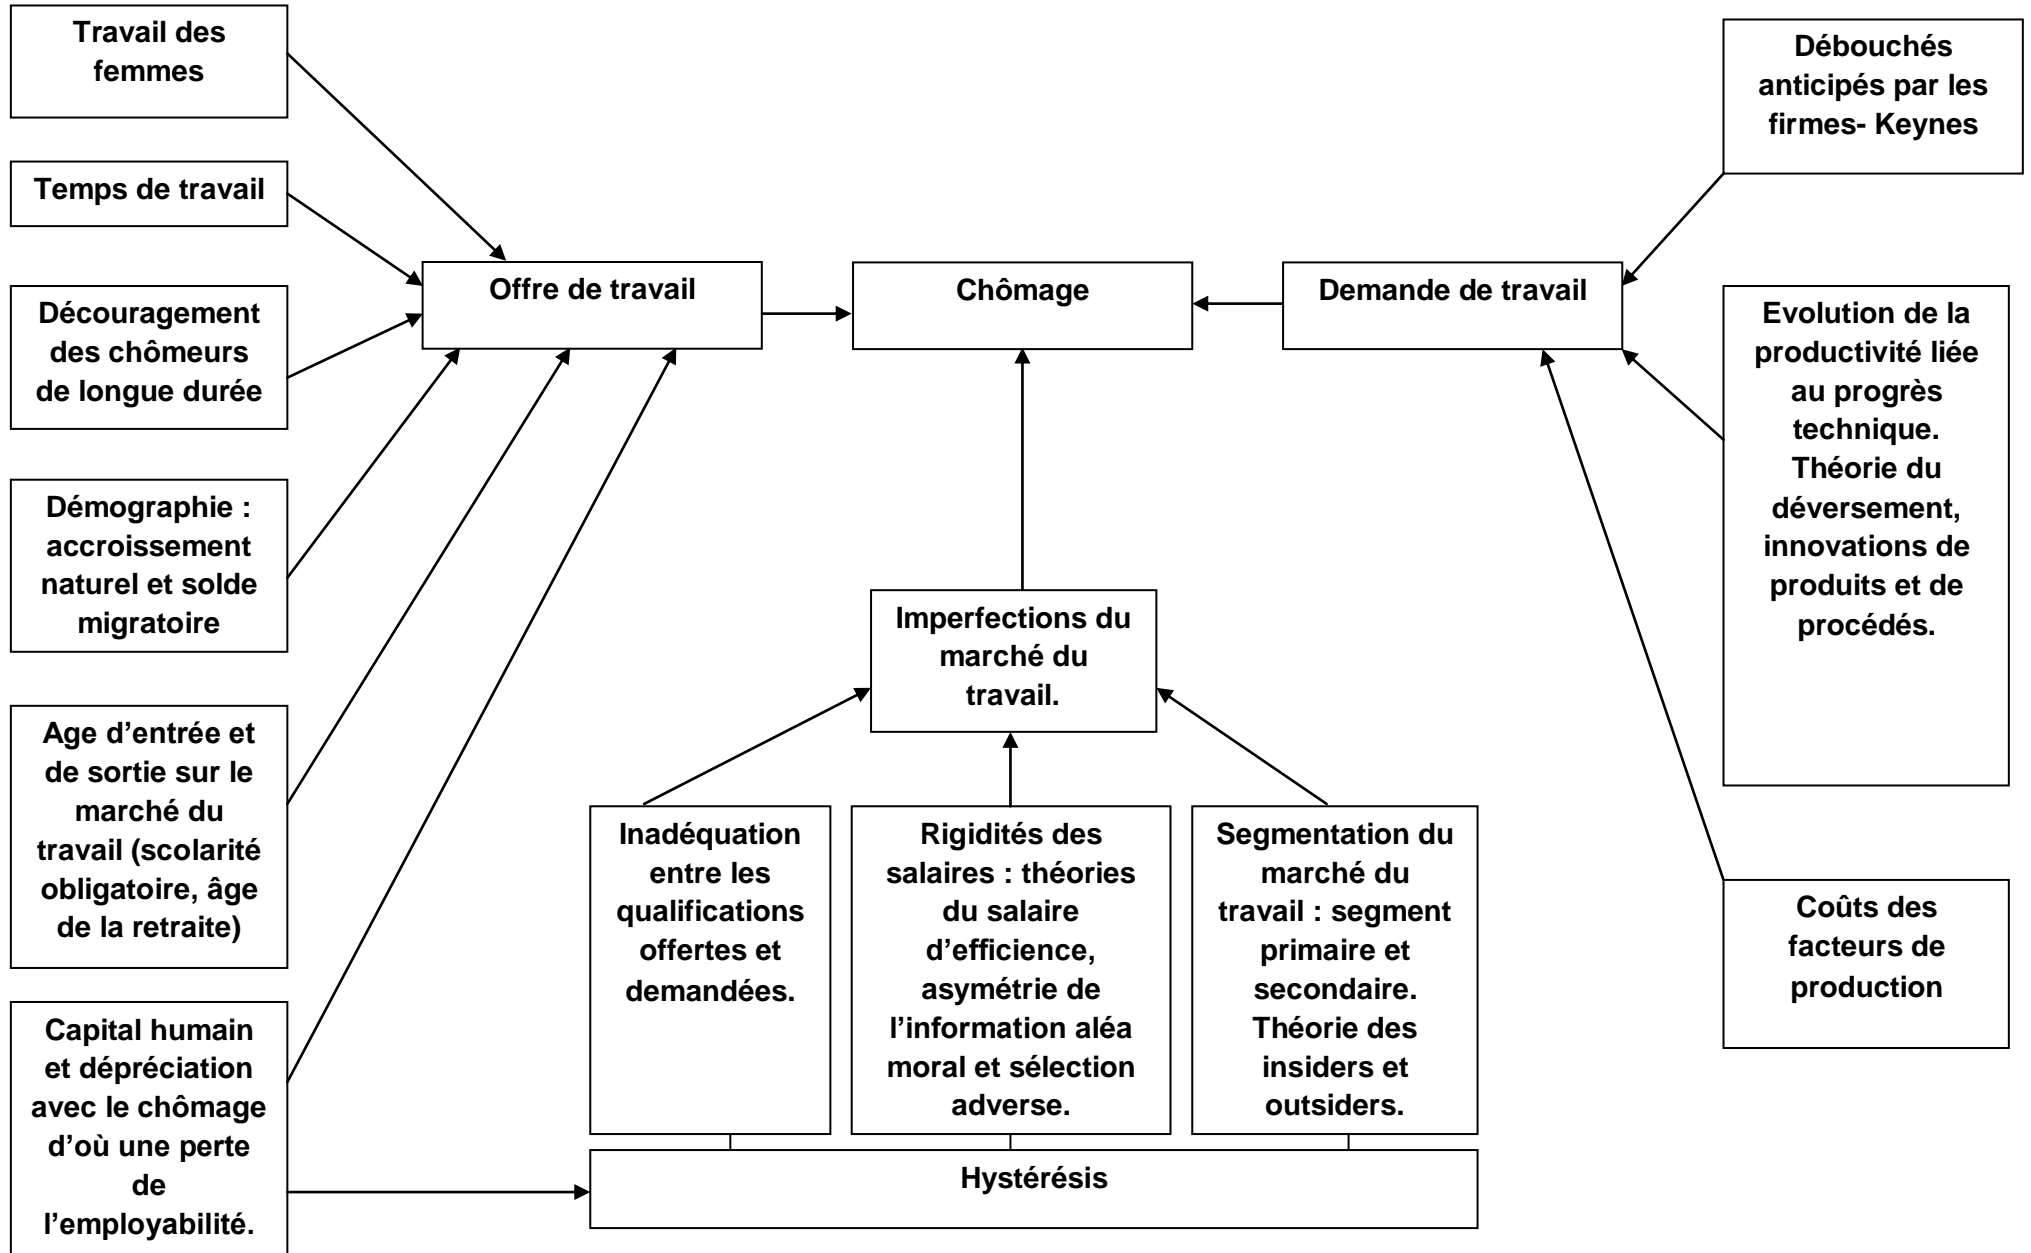 Travail des
femmes
Temps de travail
Découragement
des chômeurs
de longue durée
Démographie :
accroissement
naturel et solde
migratoire
Age d’entrée et
de sortie sur le
marché du
travail (scolarité
obligatoire, âge
de la retraite)
Capital humain
et dépréciation
avec le chômage
d’où une perte
de
l’employabilité.
Offre de travail
Chômage
Demande de travail
Imperfections du
marché du
travail.
Inadéquation
entre les
qualifications
offertes et
demandées.
Rigidités des
salaires : théories
du salaire
d’efficience,
asymétrie de
l’information aléa
moral et sélection
adverse.
Segmentation du
marché du
travail : segment
primaire et
secondaire.
Théorie des
insiders et
outsiders.
Hystérésis
Débouchés
anticipés par les
firmes- Keynes
Evolution de la
productivité liée
au progrès
technique.
Théorie du
déversement,
innovations de
produits et de
procédés.
Coûts des
facteurs de
production